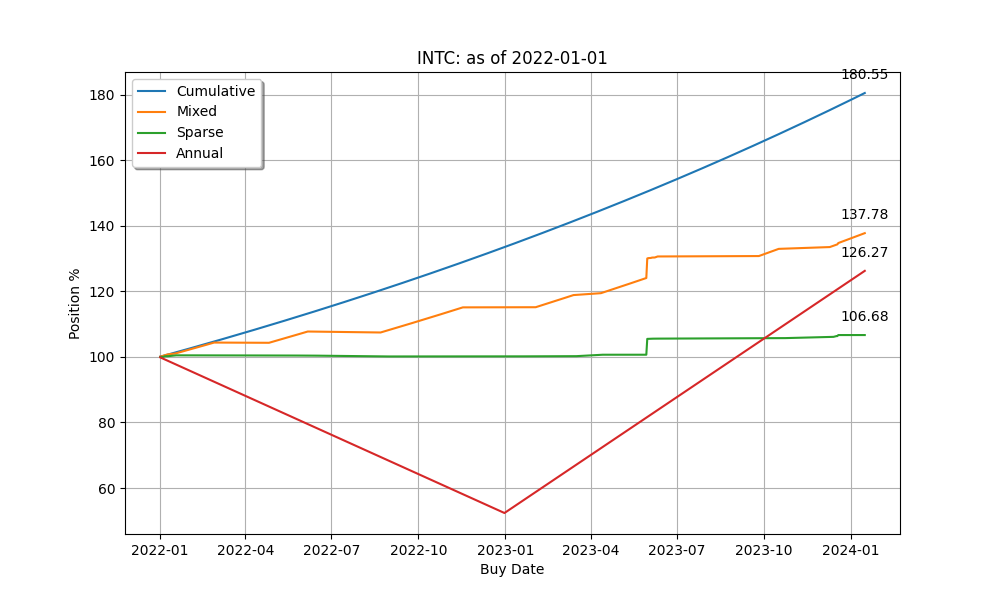 INTC: as of 2022-01-01
180.55
180
Cumulative
Mixed
Sparse
Annual
160
140
137.78
126.27
120
106.68
100
80
60
Position %
2022-01 2022-04 2022-07 2022-10 2023-01 2023-04 2023-07 2023-10 2024-01
Buy Date